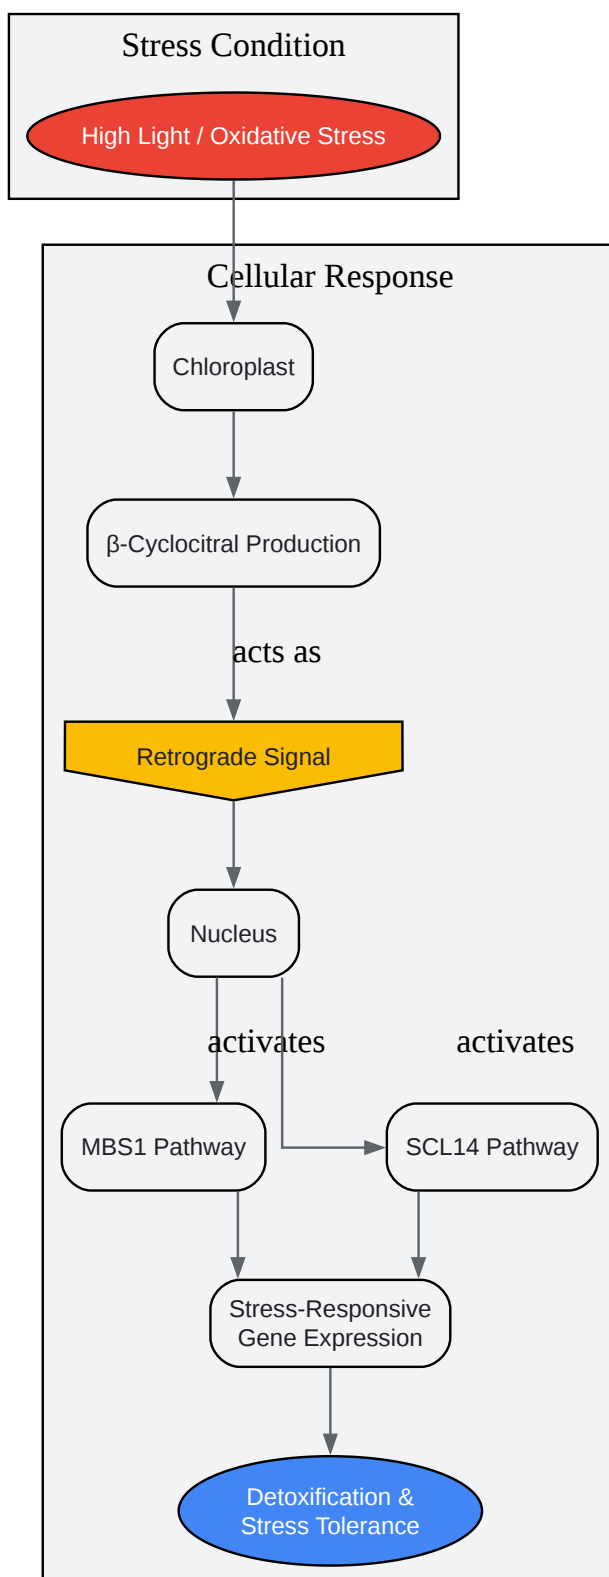 Stress Condition
High Light / Oxidative Stress
Cellular Response
Chloroplast
β-Cyclocitral Production
acts as
Retrograde Signal
Nucleus
activates
activates
MBS1 Pathway
SCL14 Pathway
Stress-Responsive
Gene Expression
Detoxification &
Stress Tolerance